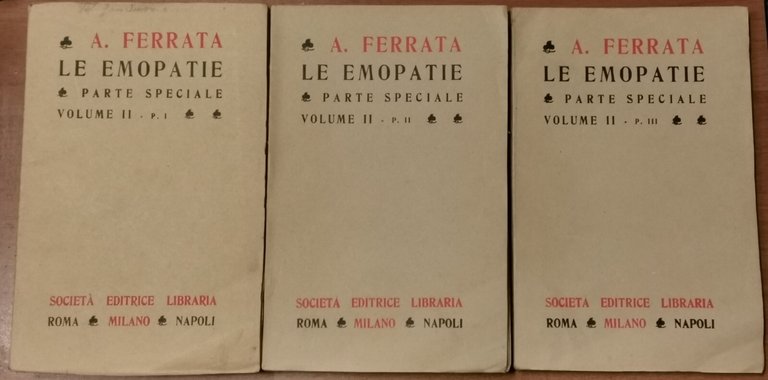 A. FERRATA
LE EMOPATIE
PARTE SPECIALE
VOLUME II - P. I
SOCIETÀ EDITRICE LIBRARIA
ROMA MILANO NAPOLI
A. FERRATA
LE EMOPATIE
PARTE SPECIALE
VOLUME II - P. II
SOCIETÀ EDITRICE LIBRARIA
ROMA MILANO NAPOLI
A. FERRATA
LE EMOPATIE
PARTE SPECIALE
VOLUME II - P. III
SOCIETÀ EDITRICE LIBRARIA
ROMA MILANO NAPOLI